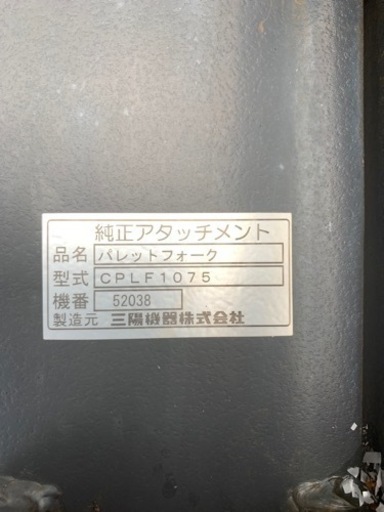 純正アタッチメント
品名 パレットフォーク
型式 CPLF1075
機番 52038
製造元 三陽機器株式会社